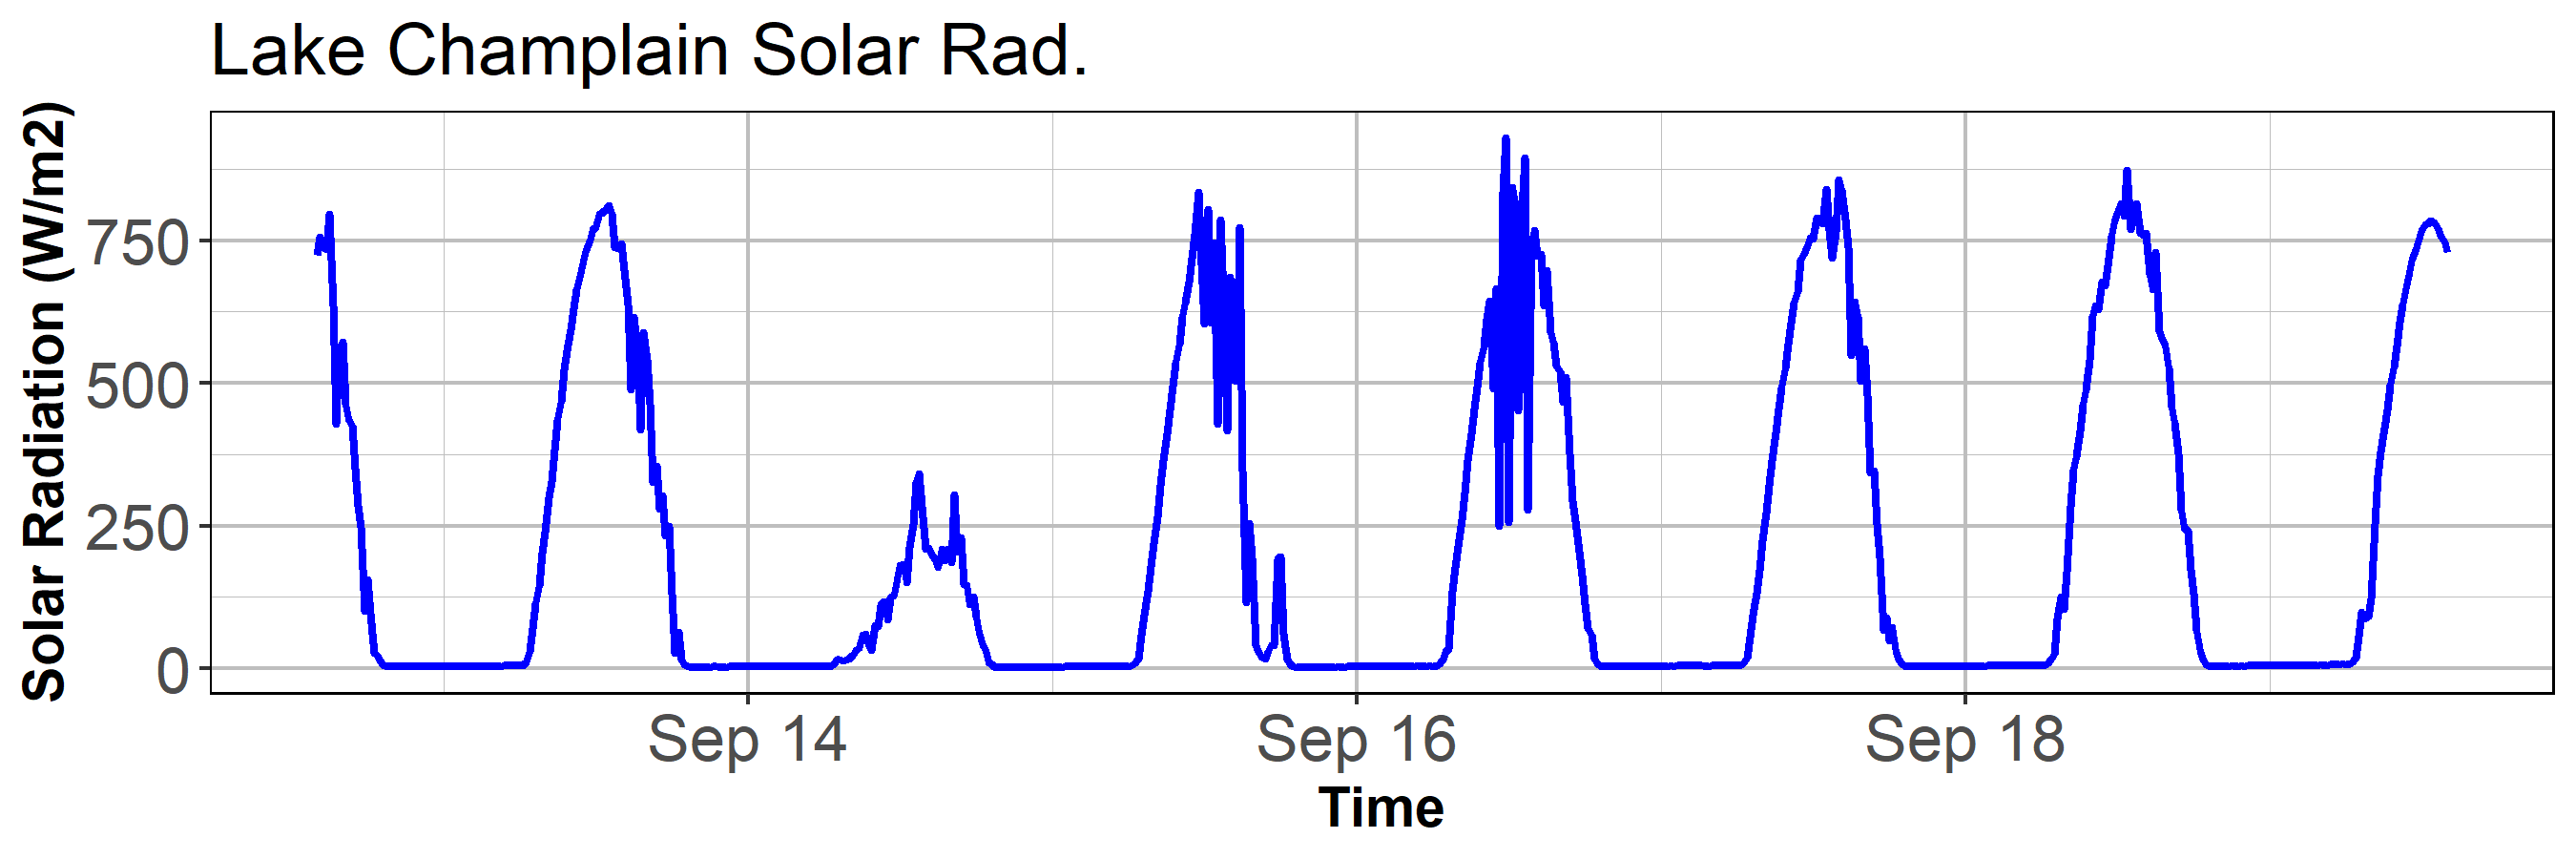 Lake Champlain Solar Rad.
Solar Radiation (W/m2)
750
500
250
0
Sep 14
Sep 16
Sep 18
Time